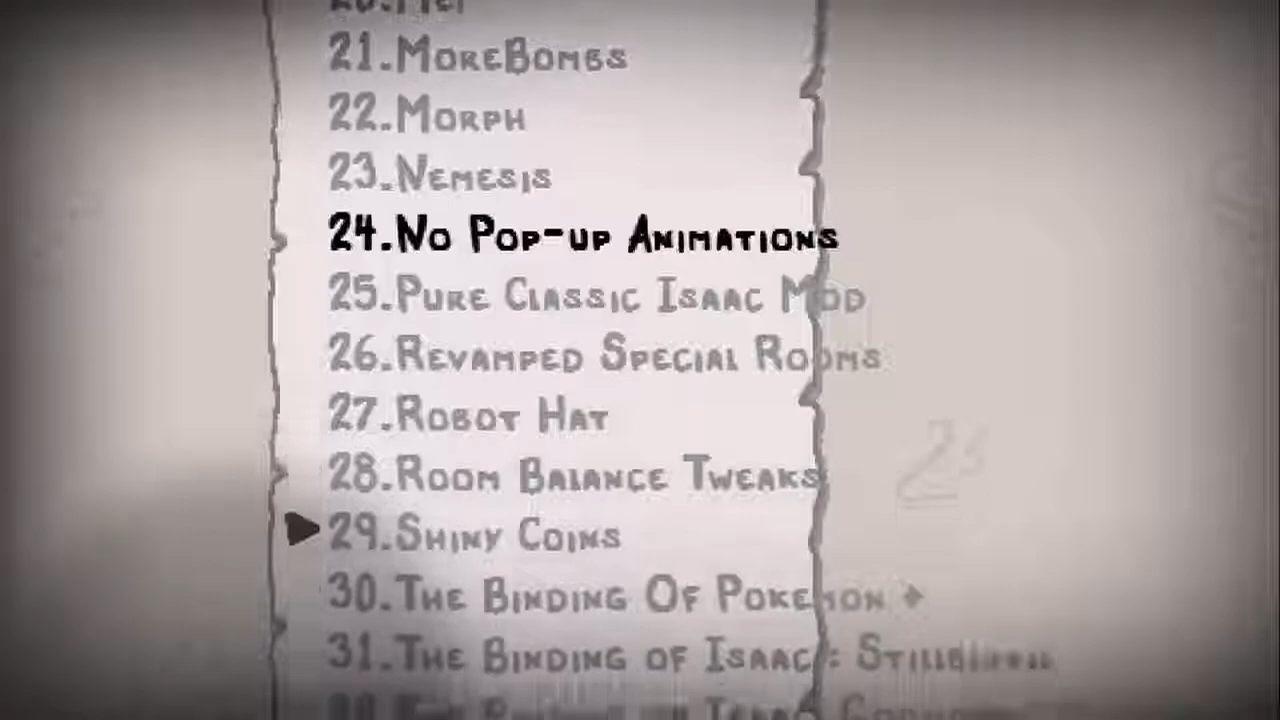 21.MoreBombs
22.Morph
23.Nemesis
24.No Pop-up Animations
25.Pure Classic Isaac Mod
26.Revamped Special Rooms
27.Robot Hat
28.Room Balance Tweaks
29.Shiny Coins
30.The Binding Of Pokemon
31.The Binding of Isaac: